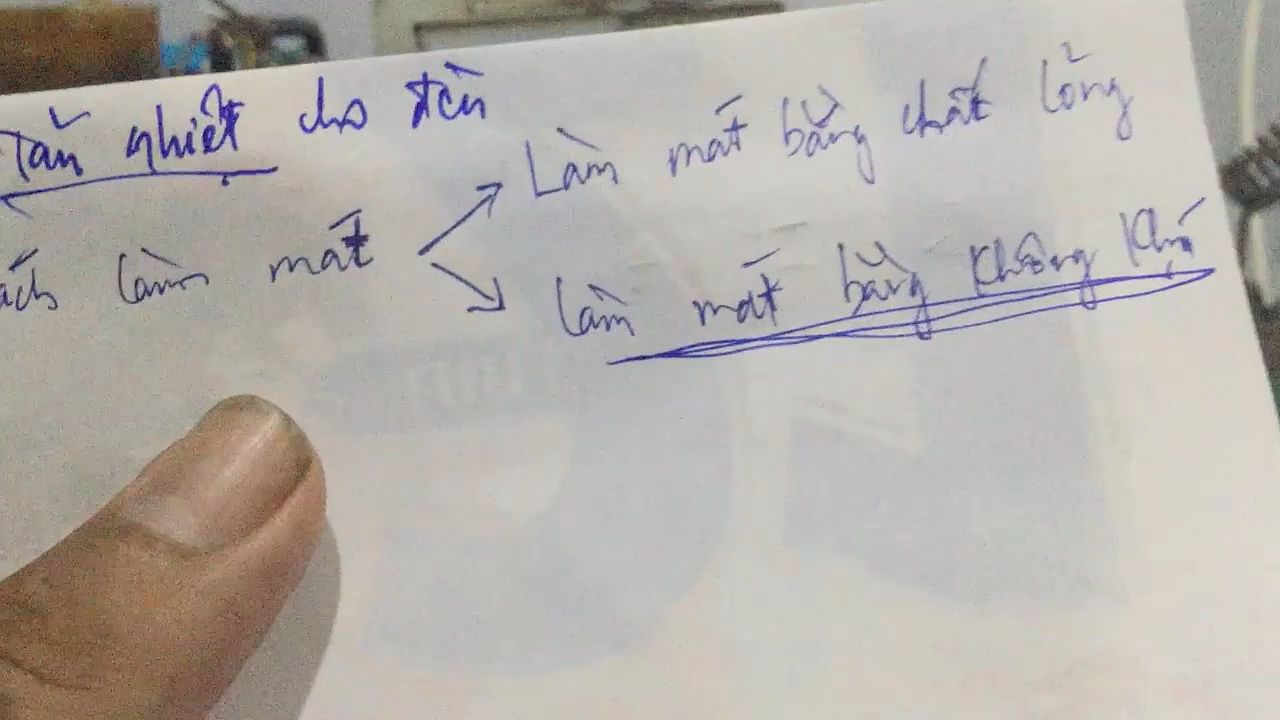 Tản nhiệt cho đèn
Làm mát bằng chất lỏng
ách làm mát
Làm mát bằng không khí